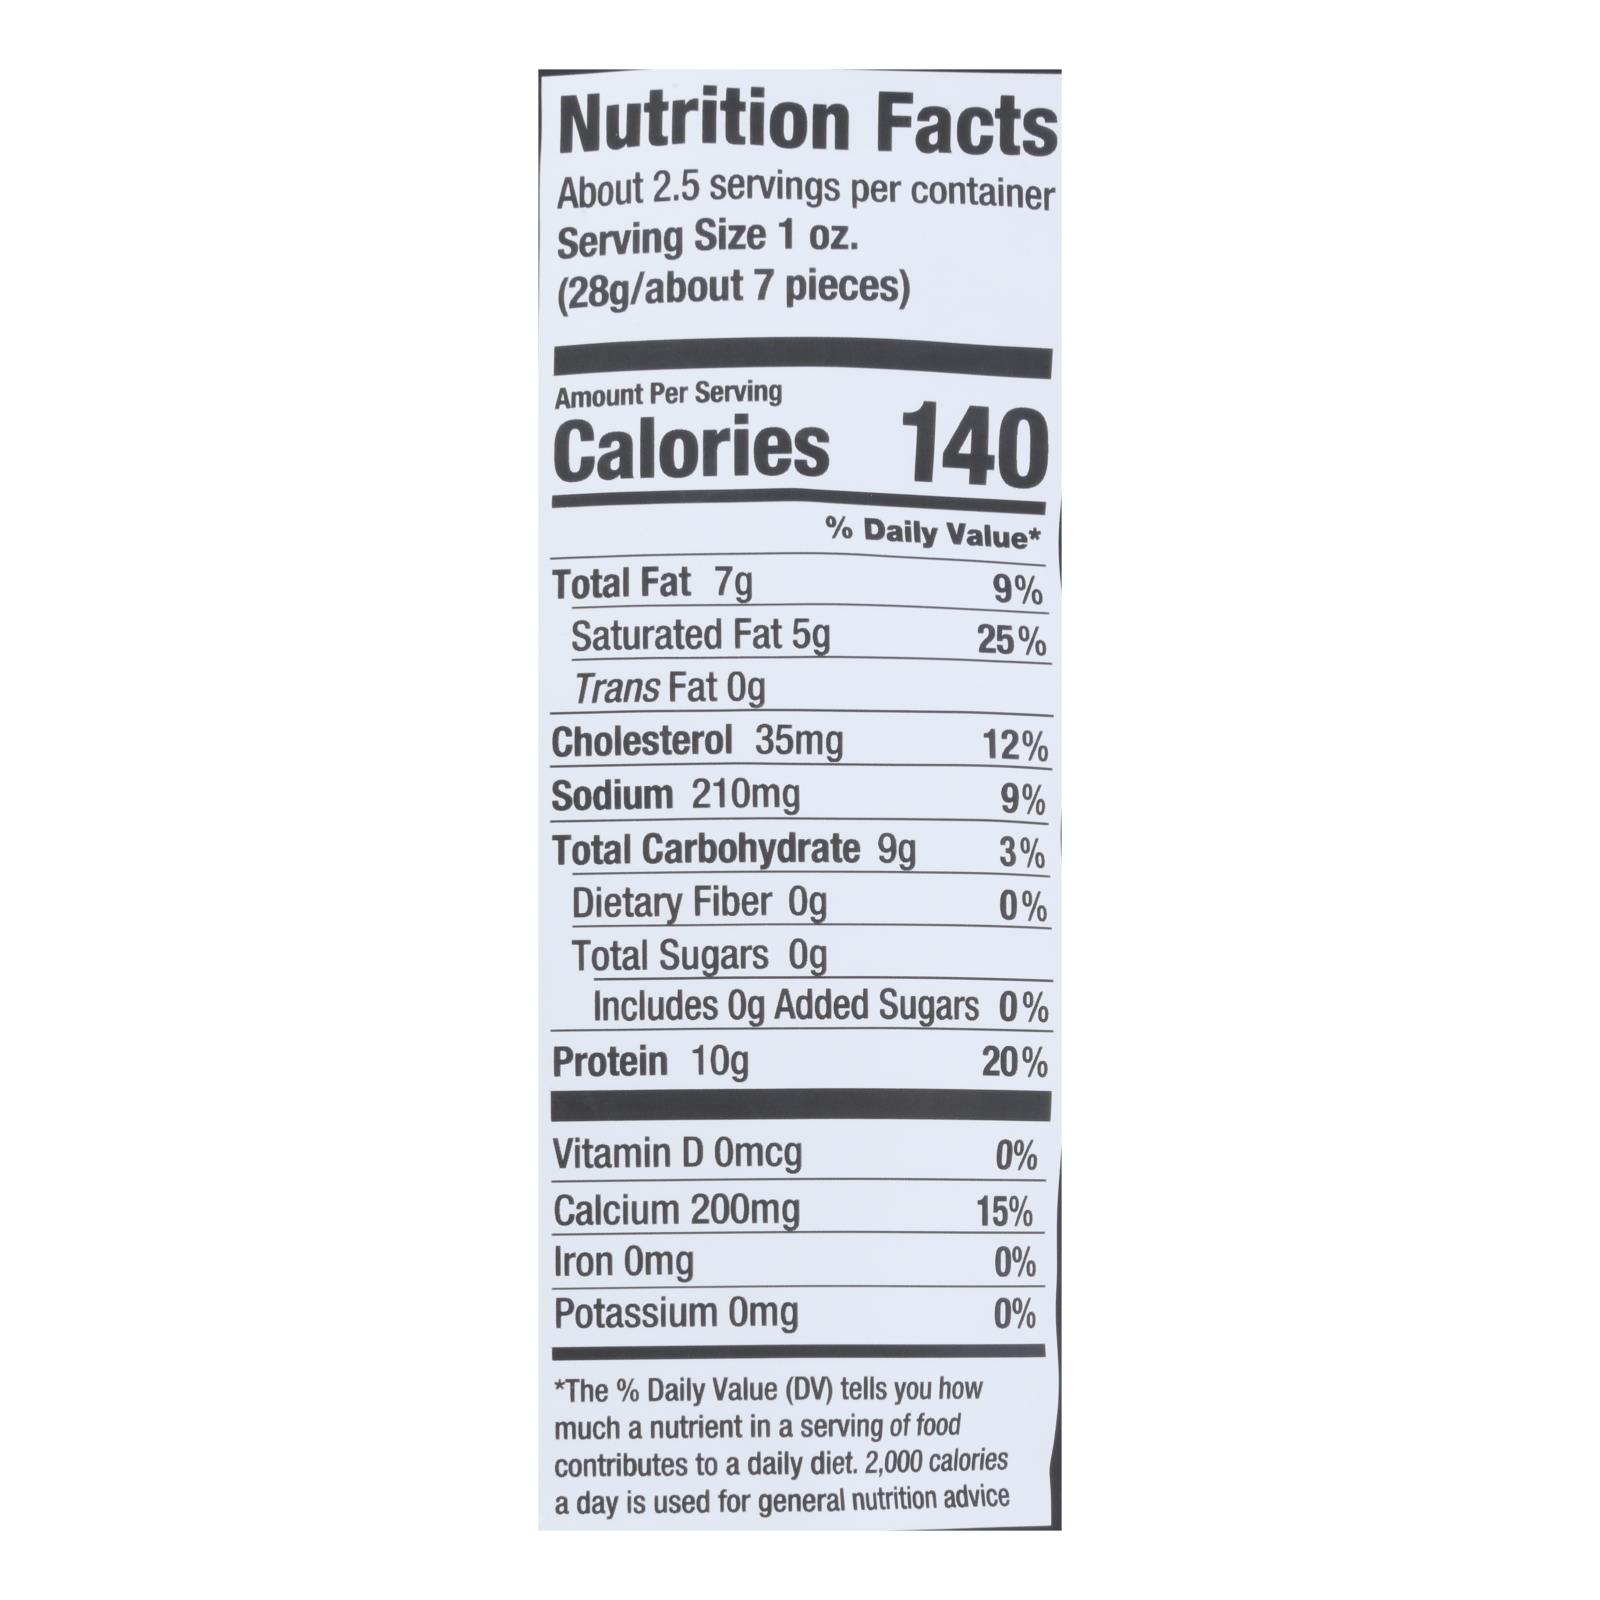 Nutrition Facts
About 2.5 servings per container
Serving Size 1 oz.
(28g/about 7 pieces)
Amount Per Serving
Calories 140
% Daily Value*
Total Fat 7g 9%
Saturated Fat 5g 25%
Trans Fat 0g
Cholesterol 35mg 12%
Sodium 210mg 9%
Total Carbohydrate 9g 3%
Dietary Fiber 0g 0%
Total Sugars 0g
Includes 0g Added Sugars 0%
Protein 10g 20%
Vitamin D 0mcg 0%
Calcium 200mg 15%
Iron 0mg 0%
Potassium 0mg 0%
*The % Daily Value (DV) tells you how
much a nutrient in a serving of food
contributes to a daily diet. 2,000 calories
a day is used for general nutrition advice